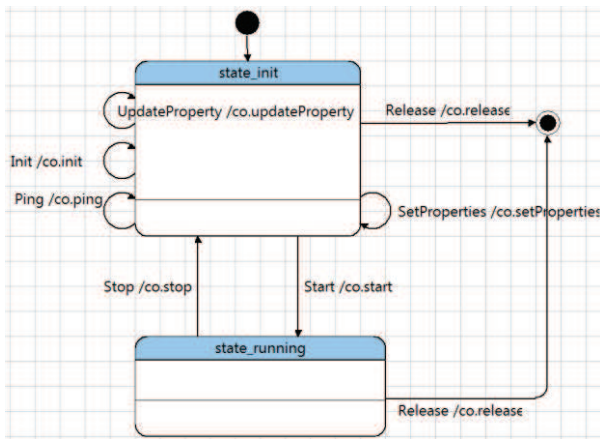 state_init
UpdateProperty /co.updateProperty
Release /co.release
Init /co.init
Ping /co.ping
SetProperties /co.setProperties
Stop /co.stop
Start /co.start
state_running
Release /co.release